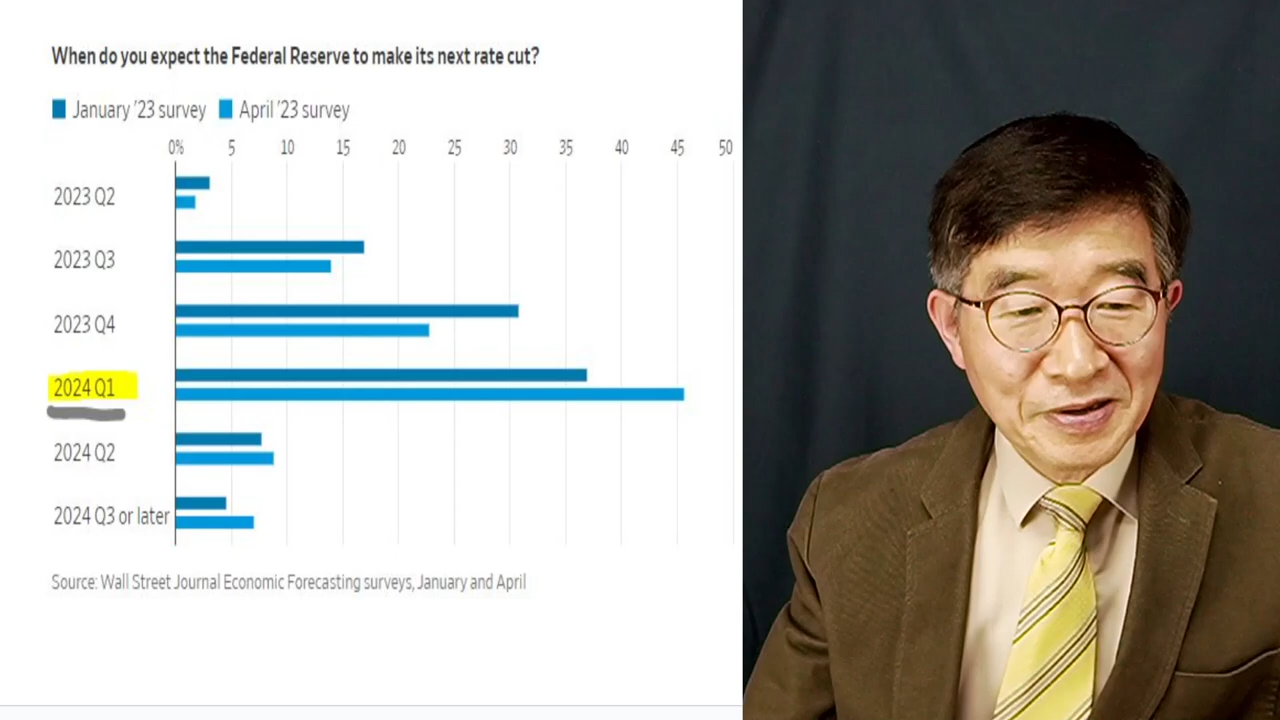 When do you expect the Federal Reserve to make its next rate cut?
January ’23 survey April ’23 survey
0% 5 10 15 20 25 30 35 40 45 50
2023 Q2
2023 Q3
2023 Q4
2024 Q1
2024 Q2
2024 Q3 or later
Source: Wall Street Journal Economic Forecasting surveys, January and April